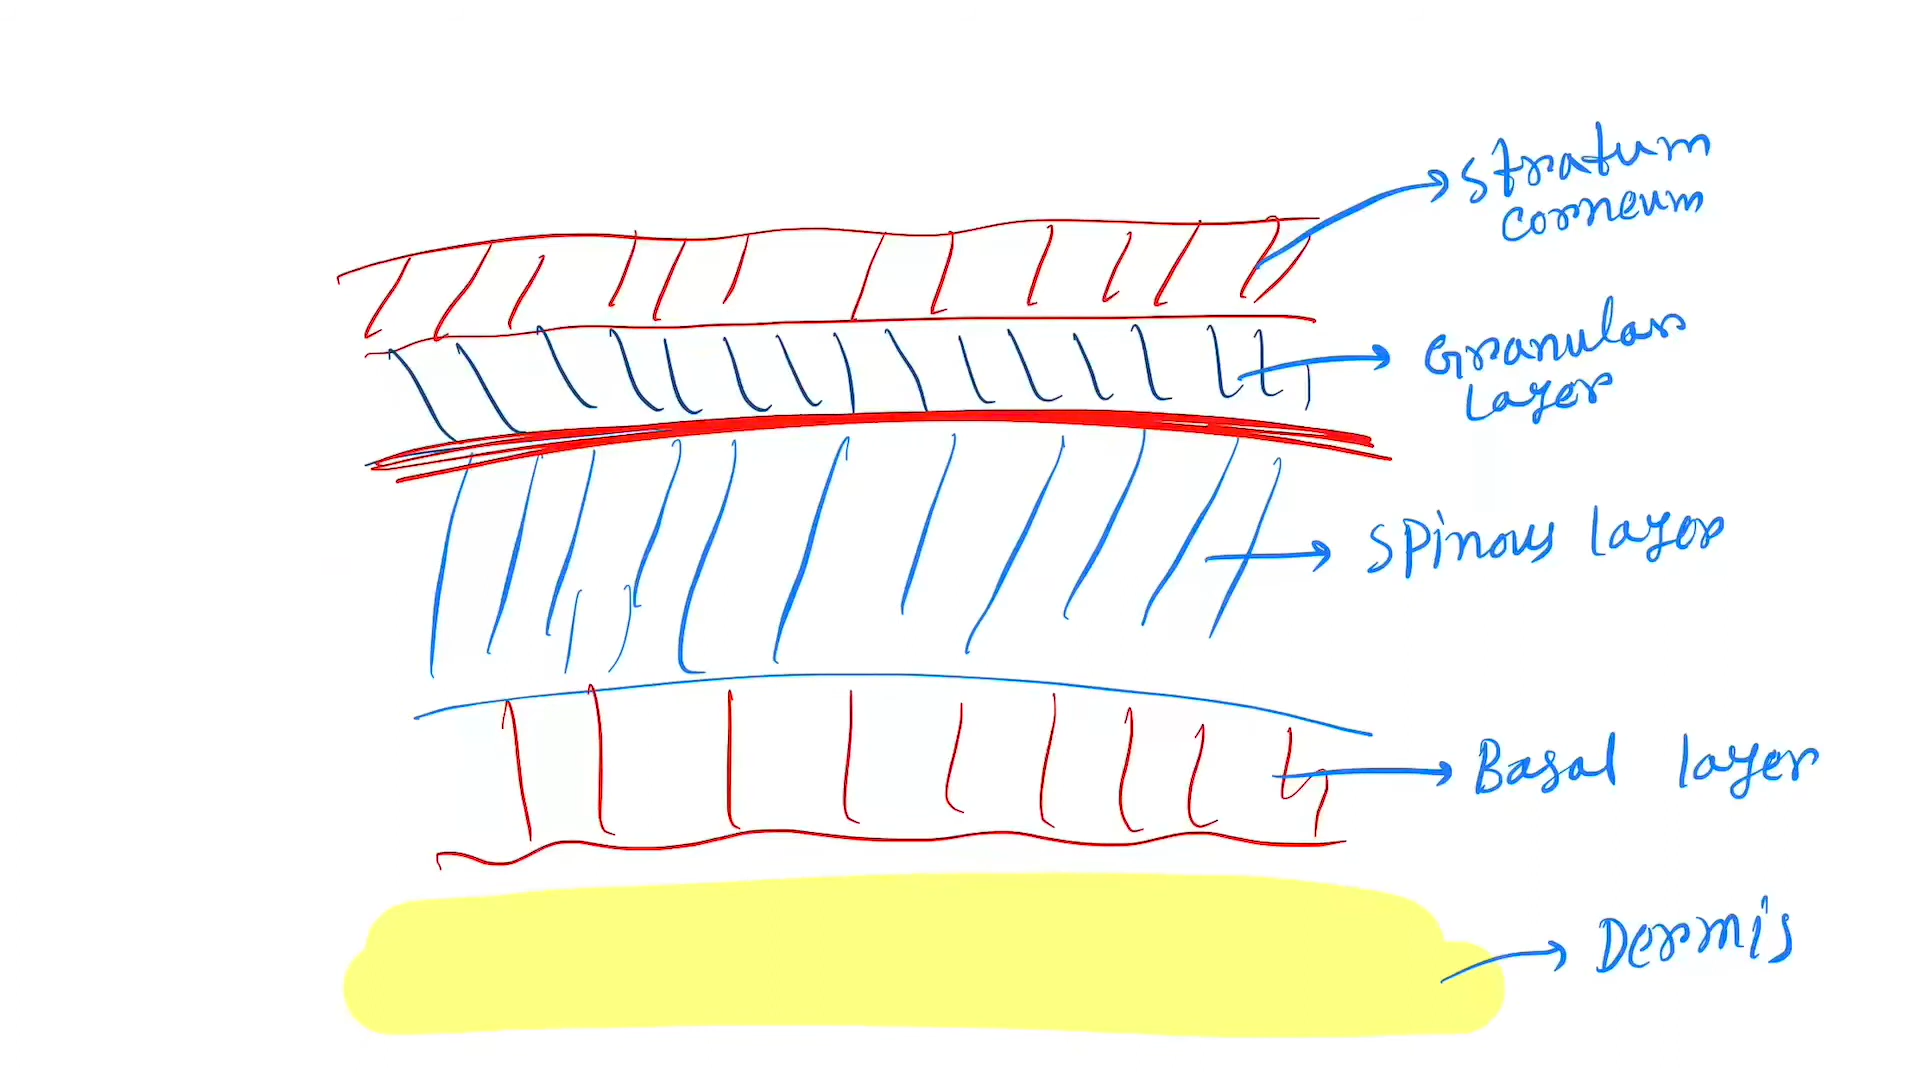 Stratum
corneum
Granular
Layer
Spinous layer
Basal layer
Dermis